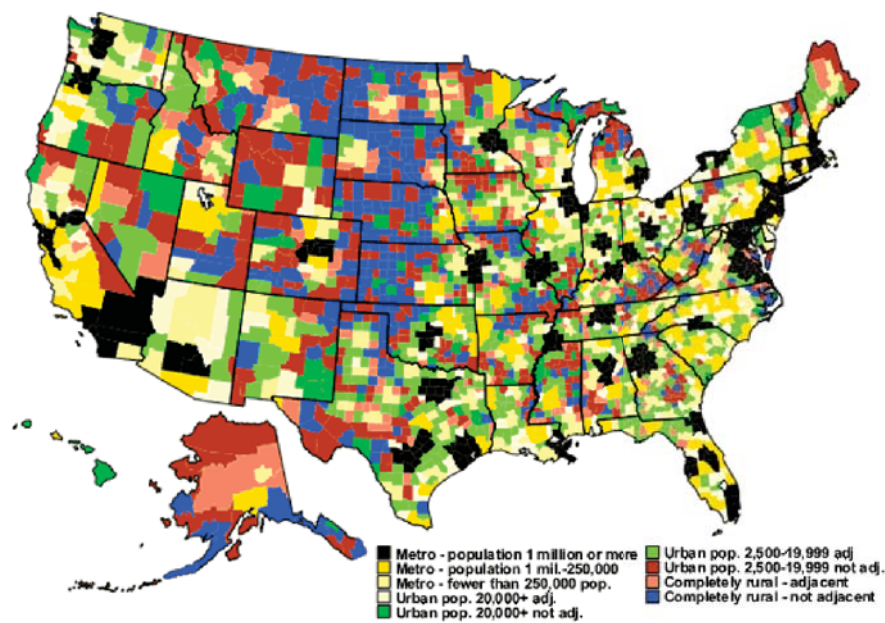 Metro - population 1 million or more
Metro - population 1 mil.-250,000
Metro - fewer than 250,000 pop.
Urban pop. 20,000+ adj.
Urban pop. 20,000+ not adj.
Urban pop. 2,500-19,999 adj
Urban pop. 2,500-19,999 not adj.
Completely rural - adjacent
Completely rural - not adjacent